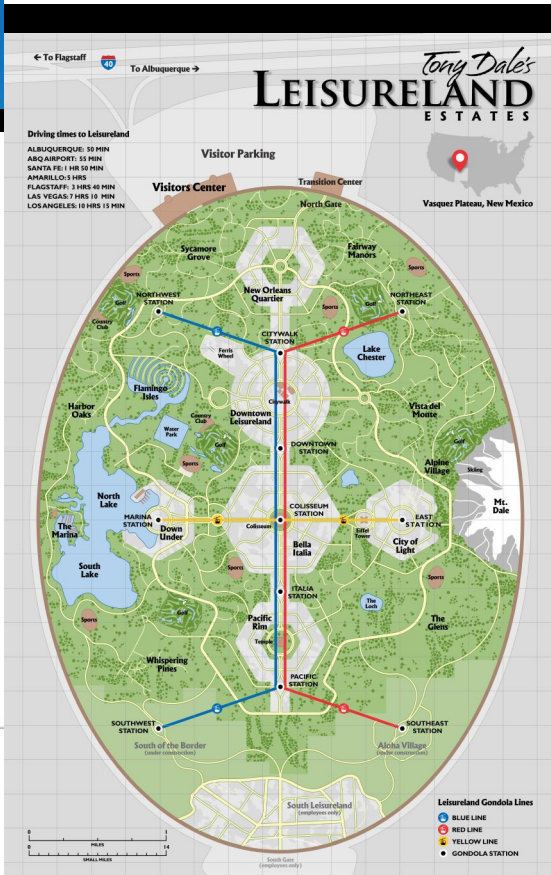 ← To Flagstaff
40
To Albuquerque →
Tony Dale's
LEISURELAND
ESTATES
Driving times to Leisureland
ALBUQUERQUE: 50 MIN
ABQ AIRPORT: 55 MIN
SANTA FE: 1 HR 50 MIN
AMARILLO: 5 HRS
FLAGSTAFF: 3 HRS 40 MIN
LAS VEGAS: 7 HRS 10 MIN
LOS ANGELES: 10 HRS 15 MIN
Visitor Parking
Visitors Center
Transition Center
Vasquez Plateau, New Mexico
North Gate
Sycamore
Grove
Fairway
Manors
Sports
Sports
New Orleans
Quartier
NORTHWEST
STATION
NORTHEAST
STATION
Golf
Sports
Golf
Country
Club
CITYWALK
STATION
Ferris
Wheel
Lake
Chester
Flamingo
Isles
Citywalk
Harbor
Oaks
Country
Club
Downtown
Leisureland
Vista del
Monte
Water
Park
Golf
Golf
DOWNTOWN
STATION
Sports
Alpine
Village
Skiing
North
Lake
COLISSEUM
STATION
Mt.
Dale
MARINA
STATION
Colisseum
EAST
STATION
The
Marina
Down
Under
Eiffel
Tower
City of
Light
Bella
Italia
South
Lake
Sports
Sports
ITALIA
STATION
The
Loch
Sports
Golf
Pacific
Rim
The
Glens
Temple
Whispering
Pines
PACIFIC
STATION
SOUTHWEST
STATION
SOUTHEAST
STATION
South of the Border
(under construction)
Aloha Village
(under construction)
South Leisureland
(employees only)
Leisureland Gondola Lines
BLUE LINE
RED LINE
YELLOW LINE
GONDOLA STATION
0 1
MILES
0 14
SMALL MILES
South Gate
(employees only)